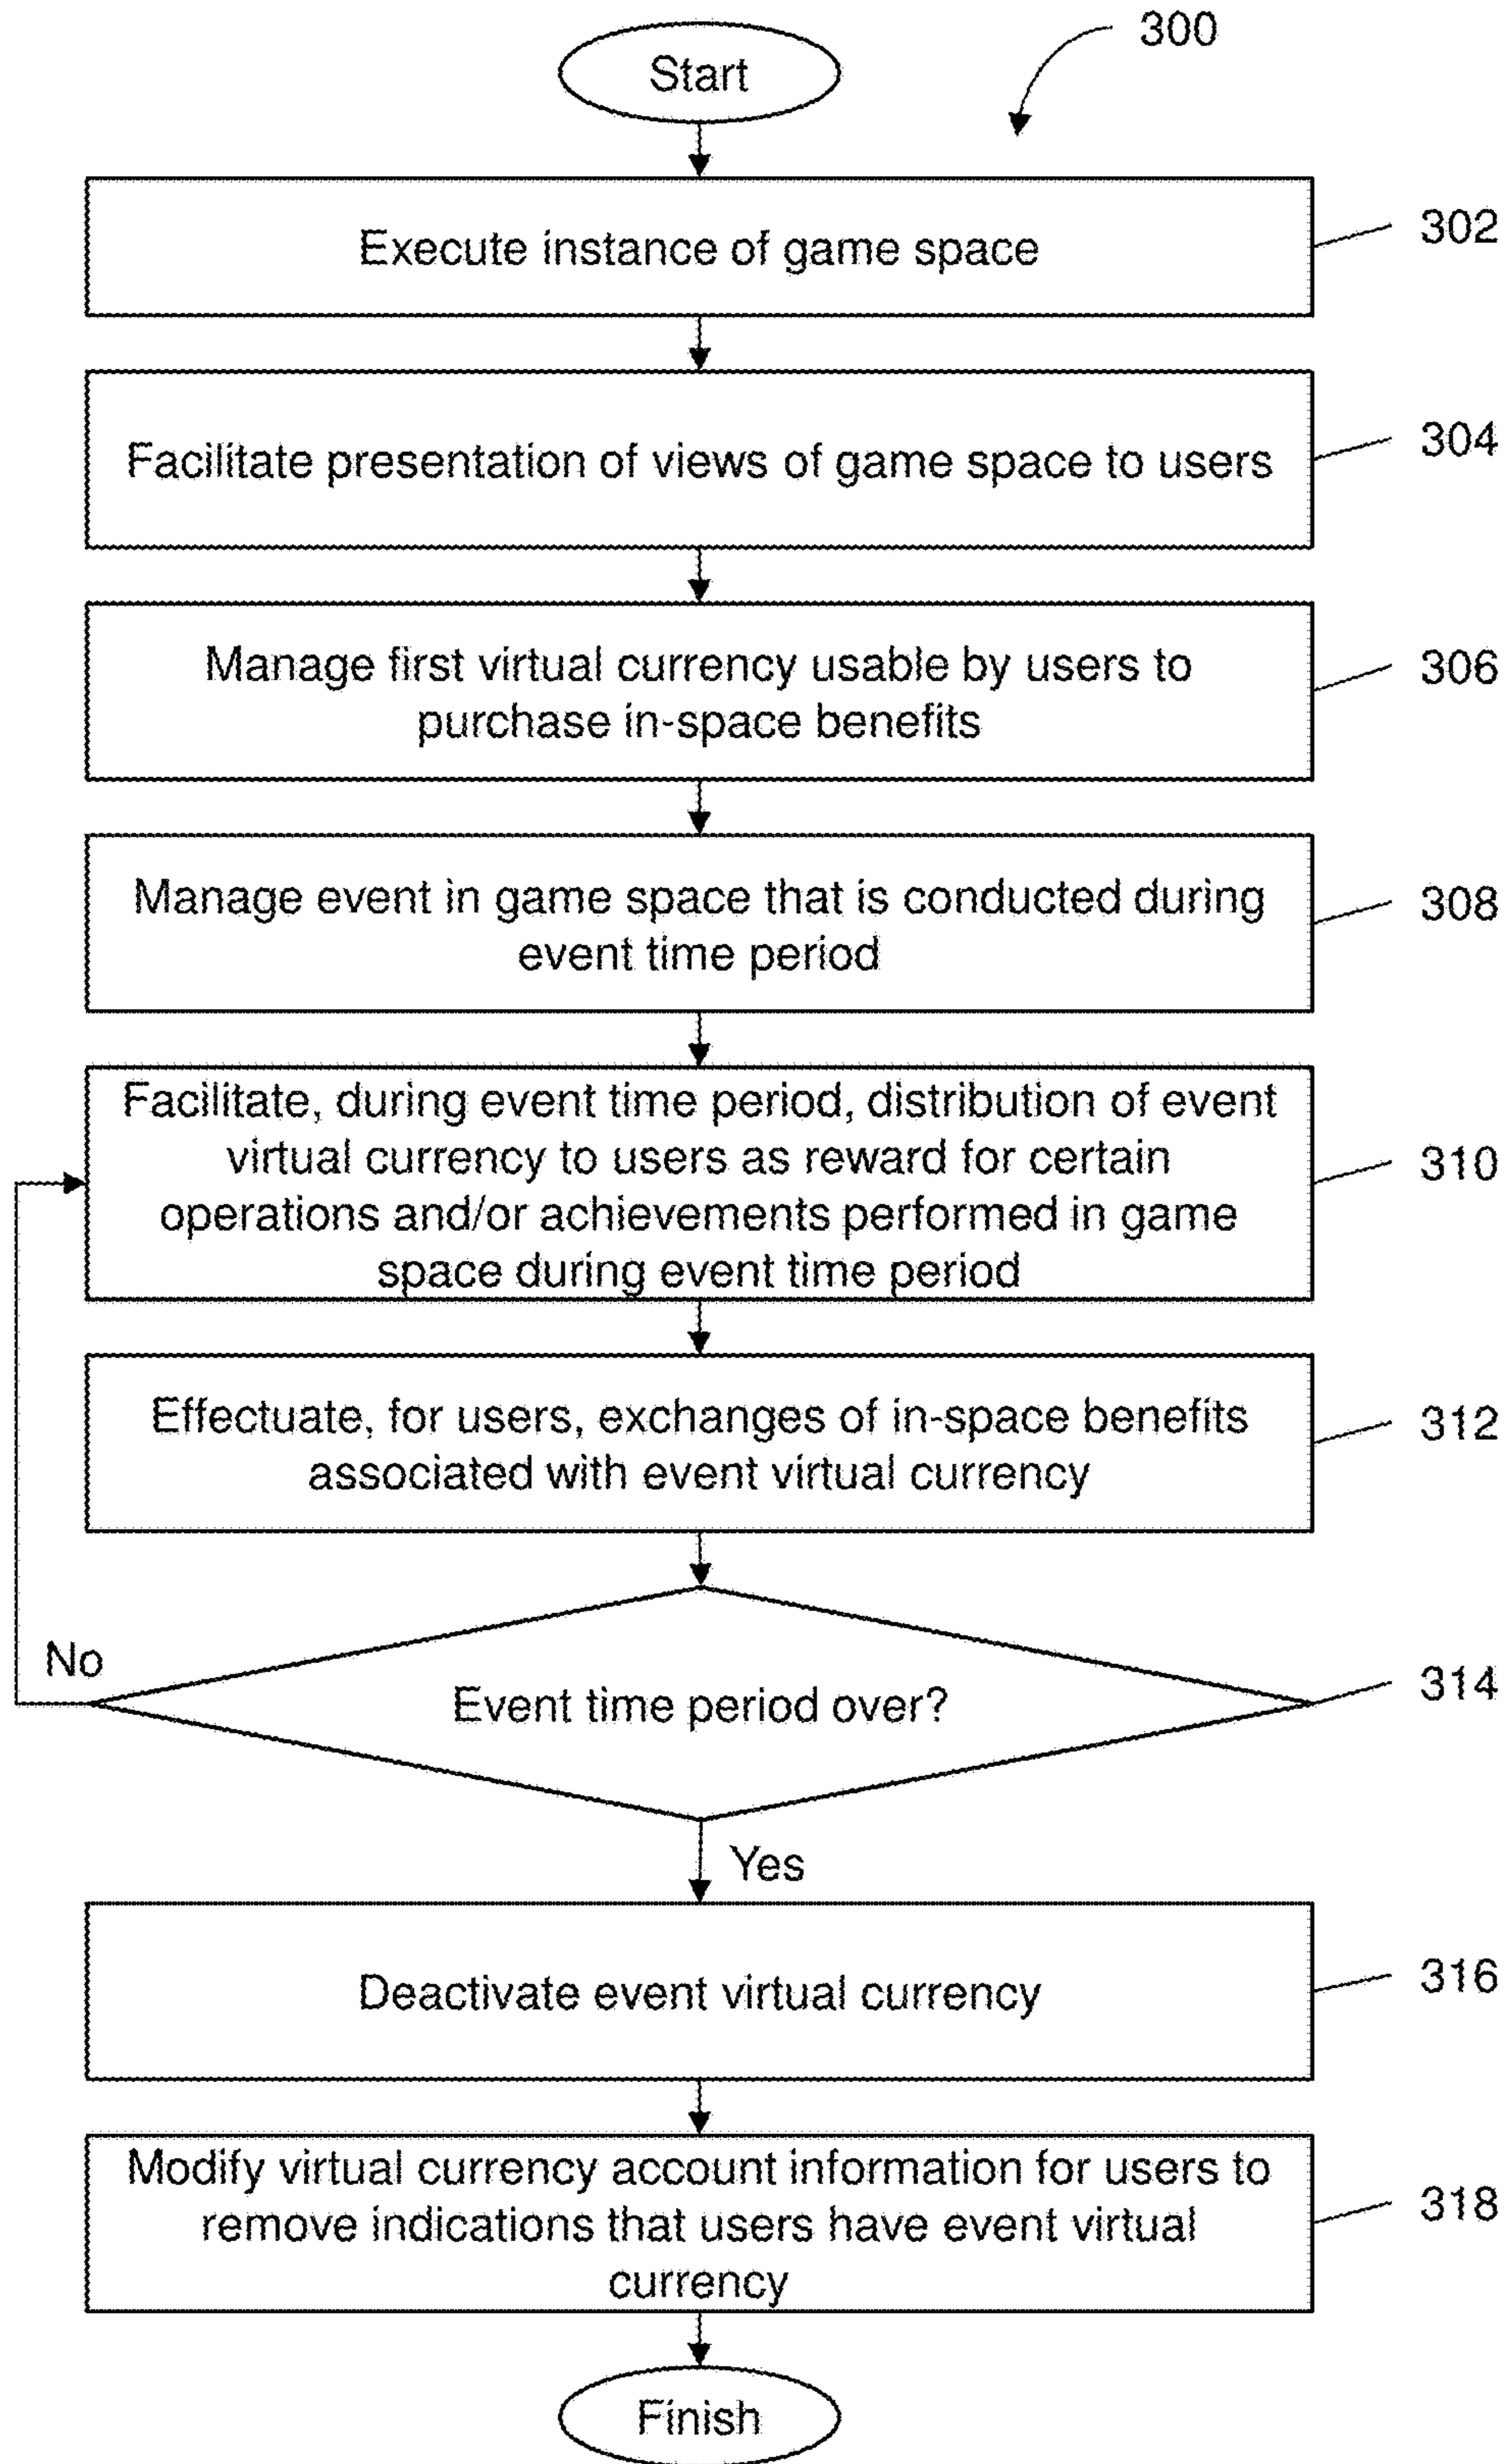 300
Start
Execute instance of game space
302
Facilitate presentation of views of game space to users
304
Manage first virtual currency usable by users to
purchase in-space benefits
306
Manage event in game space that is conducted during
event time period
308
Facilitate, during event time period, distribution of event
virtual currency to users as reward for certain
operations and/or achievements performed in game
space during event time period
310
Effectuate, for users, exchanges of in-space benefits
associated with event virtual currency
312
No
Event time period over?
314
Yes
Deactivate event virtual currency
316
Modify virtual currency account information for users to
remove indications that users have event virtual
currency
318
Finish